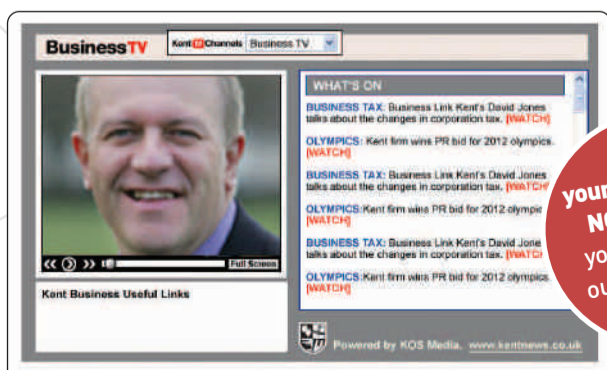 BusinessTV
Kent TV Channels Business TV
WHAT'S ON
BUSINESS TAX: Business Link Kent's David Jones
talks about the changes in corporation tax. [WATCH]
OLYMPICS: Kent firm wins PR bid for 2012 olympics.
[WATCH]
BUSINESS TAX: Business Link Kent's David Jones
talks about the changes in corporation tax. [WATCH]
OLYMPICS:Kent firm wins PR bid for 2012 olympic
[WATCH]
BUSINESS TAX: Business Link Kent's David Jone
talks about the changes in corporation tax. [WATCH
OLYMPICS:Kent firm wins PR bid for 2012 olympics.
[WATCH]
Full Screen
Kent Business Useful Links
Powered by KOS Media. www.kentnews.co.uk
your
yo
ou